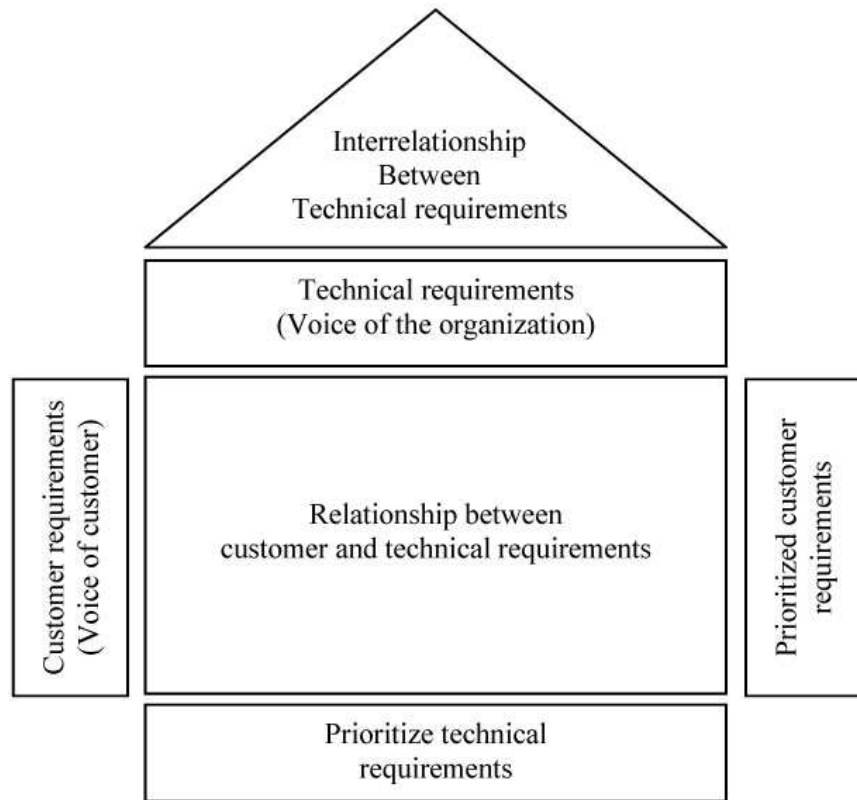 Interrelationship
Between
Technical requirements
Technical requirements
(Voice of the organization)
Customer requirements
(Voice of customer)
Relationship between
customer and technical requirements
Prioritized customer
requirements
Prioritize technical
requirements